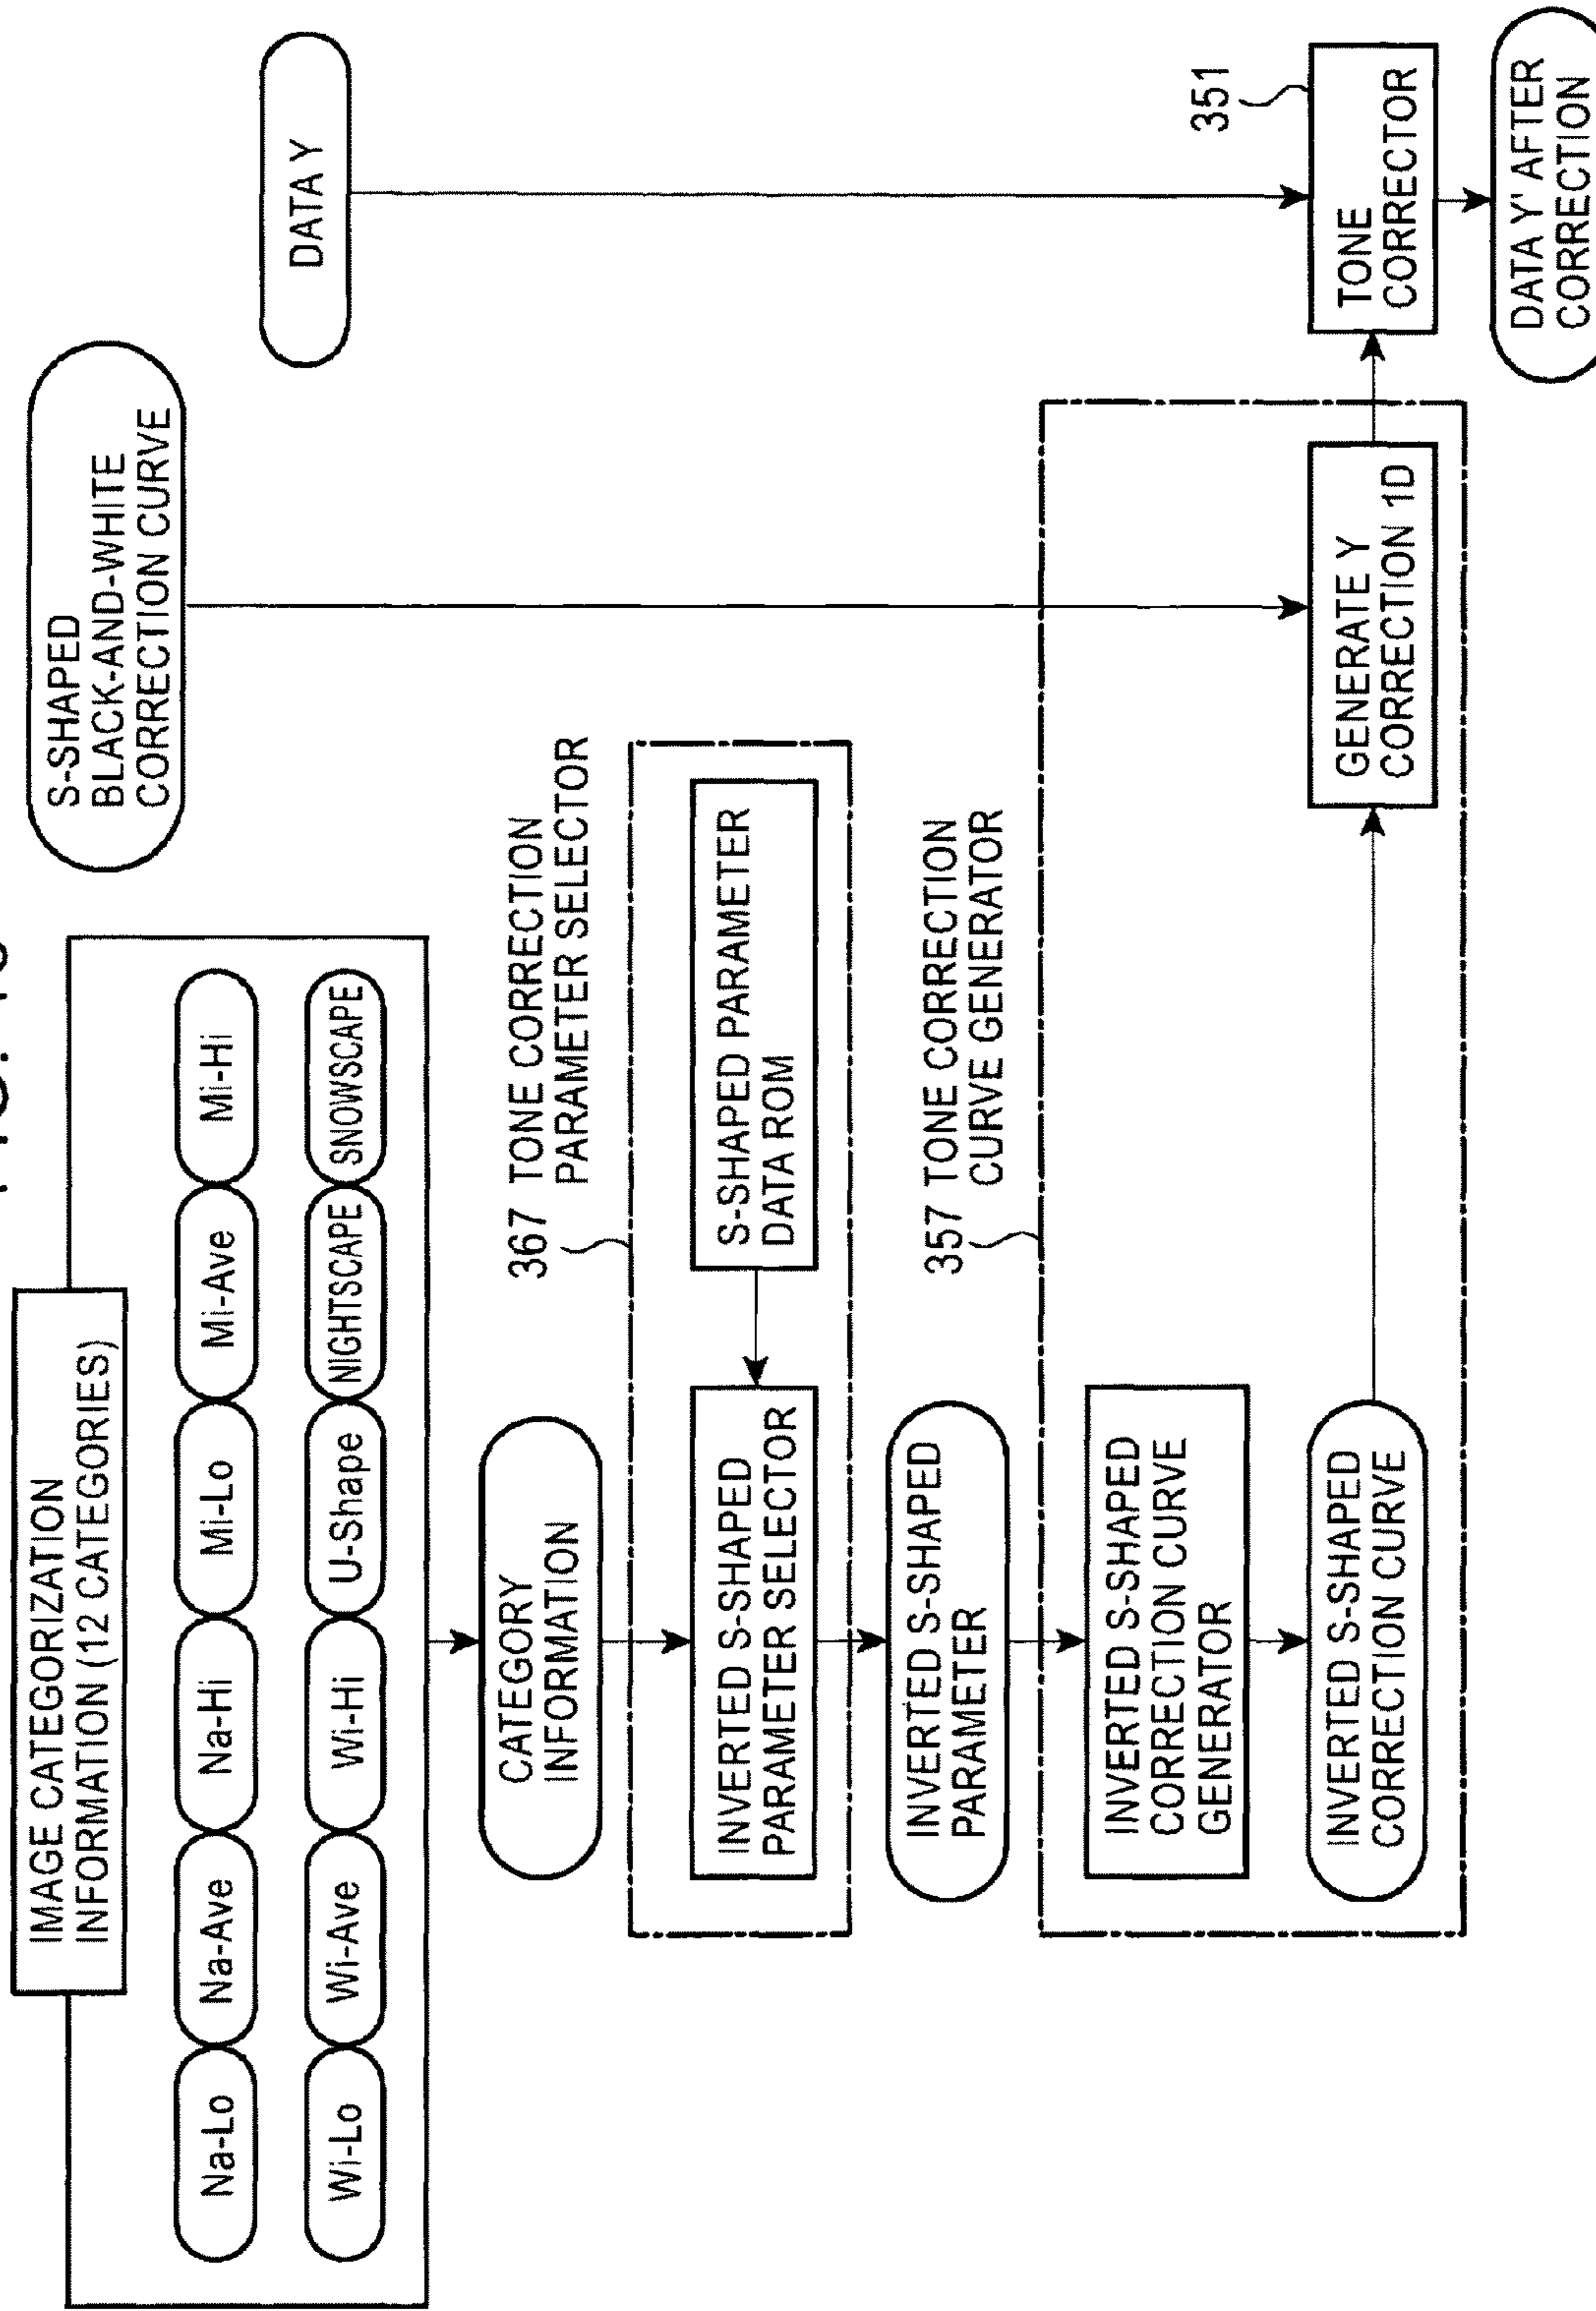 IMAGE CATEGORIZATION
INFORMATION (12 CATEGORIES)
Na-Lo
Na-Ave
Na-Hi
Mi-Lo
Mi-Ave
Mi-Hi
Wi-Lo
Wi-Ave
Wi-Hi
U-Shape
NIGHTSCAPE
SNOWSCAPE
S-SHAPED
BLACK-AND-WHITE
CORRECTION CURVE
DATA Y
CATEGORY
INFORMATION
367 TONE CORRECTION
PARAMETER SELECTOR
INVERTED S-SHAPED
PARAMETER SELECTOR
S-SHAPED PARAMETER
DATA ROM
INVERTED S-SHAPED
PARAMETER
357 TONE CORRECTION
CURVE GENERATOR
INVERTED S-SHAPED
CORRECTION CURVE
GENERATOR
INVERTED S-SHAPED
CORRECTION CURVE
GENERATE Y
CORRECTION 1D
351
TONE
CORRECTOR
DATA Y' AFTER
CORRECTION